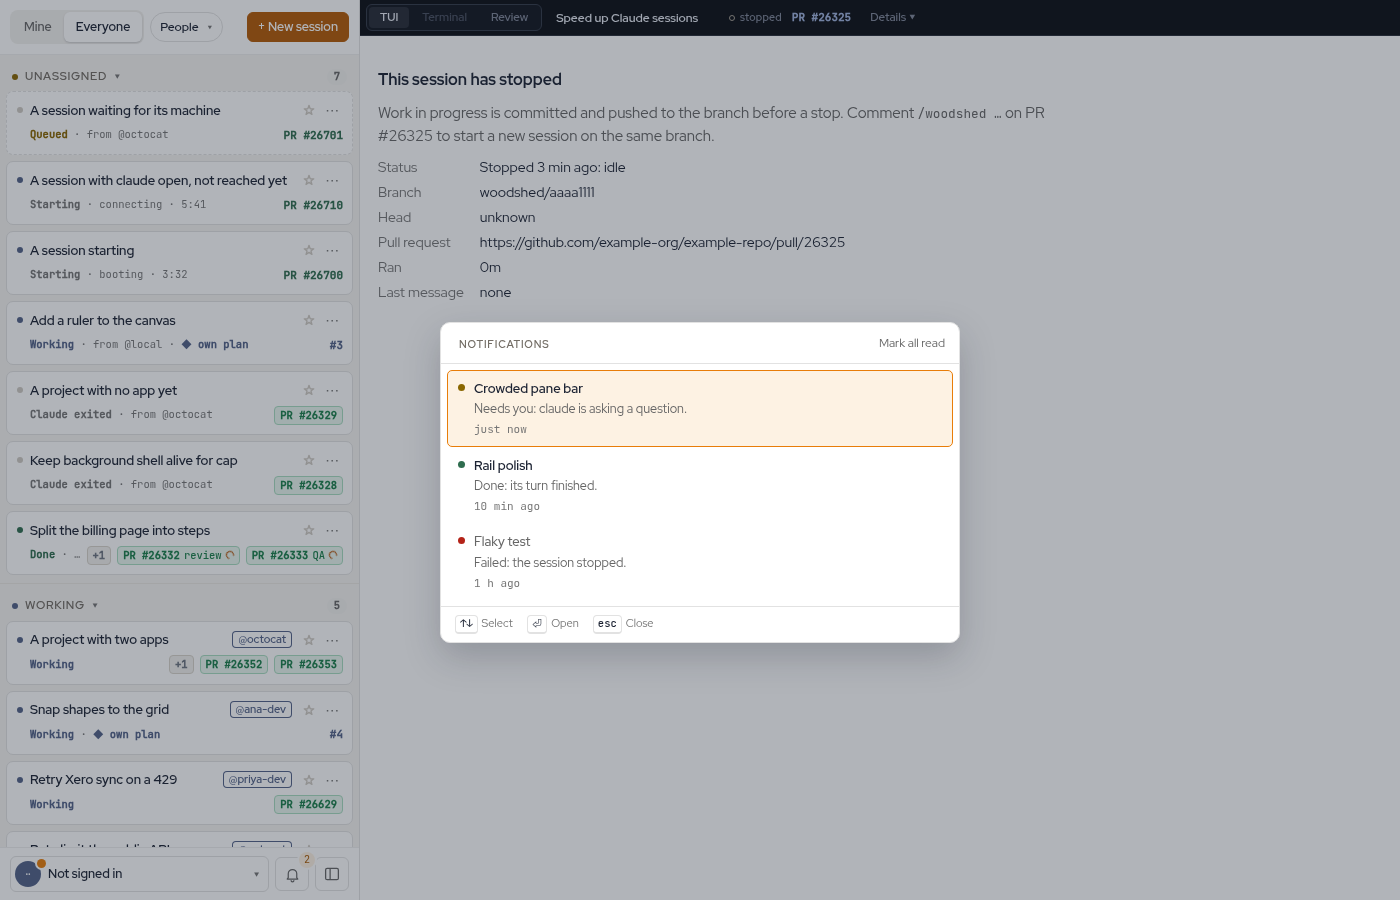 Mine Everyone People ▾ + New session
UNASSIGNED ▾ 7
A session waiting for its machine ☆ ···
Queued · from @octocat PR #26701
A session with claude open, not reached yet ☆ ···
Starting · connecting · 5:41 PR #26710
A session starting ☆ ···
Starting · booting · 3:32 PR #26700
Add a ruler to the canvas ☆ ···
Working · from @local · ◆ own plan #3
A project with no app yet ☆ ···
Claude exited · from @octocat PR #26329
Keep background shell alive for cap ☆ ···
Claude exited · from @octocat PR #26328
Split the billing page into steps ☆ ···
Done · … +1 PR #26332 review PR #26333 QA
WORKING ▾ 5
A project with two apps @octocat ☆ ···
Working +1 PR #26352 PR #26353
Snap shapes to the grid @ana-dev ☆ ···
Working · ◆ own plan #4
Retry Xero sync on a 429 @priya-dev ☆ ···
Working PR #26629
Not signed in ▾ 2
TUI Terminal Review Speed up Claude sessions ○ stopped PR #26325 Details ▾
This session has stopped
Work in progress is committed and pushed to the branch before a stop. Comment /woodshed … on PR
#26325 to start a new session on the same branch.
Status Stopped 3 min ago: idle
Branch woodshed/aaaa1111
Head unknown
Pull request https://github.com/example-org/example-repo/pull/26325
Ran 0m
Last message none
NOTIFICATIONS Mark all read
Crowded pane bar
Needs you: claude is asking a question.
just now
Rail polish
Done: its turn finished.
10 min ago
Flaky test
Failed: the session stopped.
1 h ago
↑↓ Select ⏎ Open esc Close